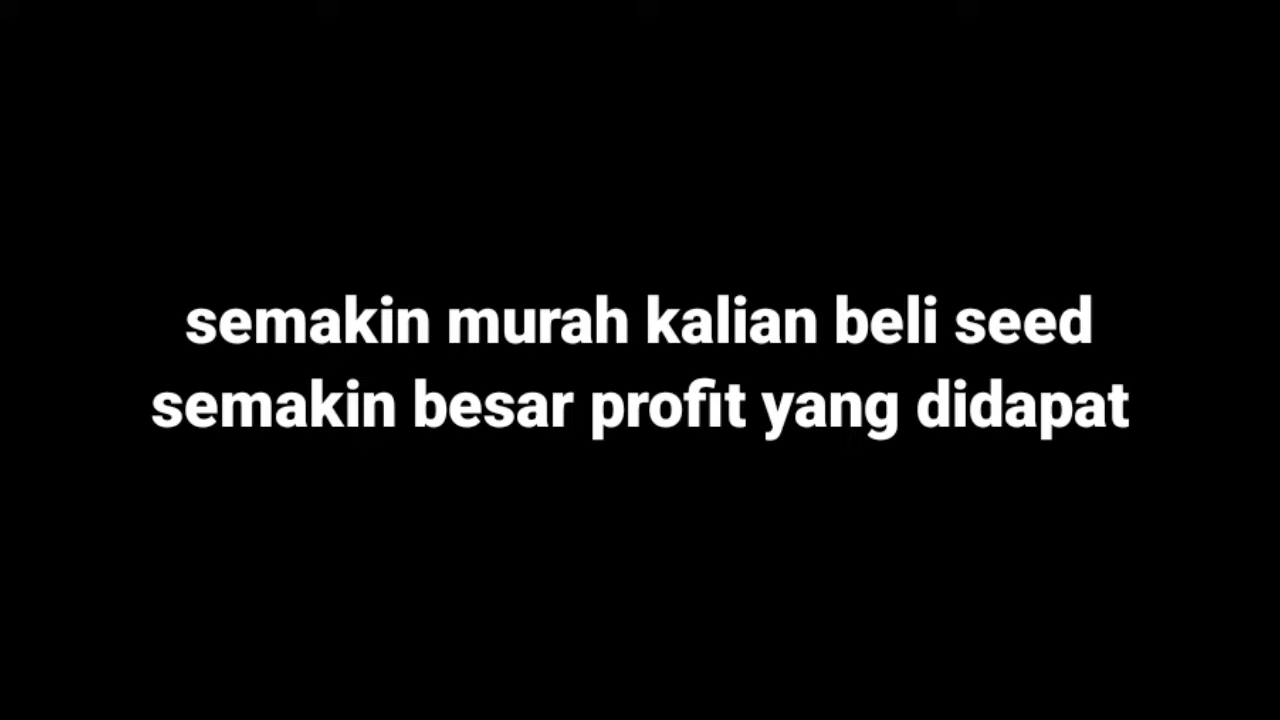 semakin murah kalian beli seed
semakin besar profit yang didapat